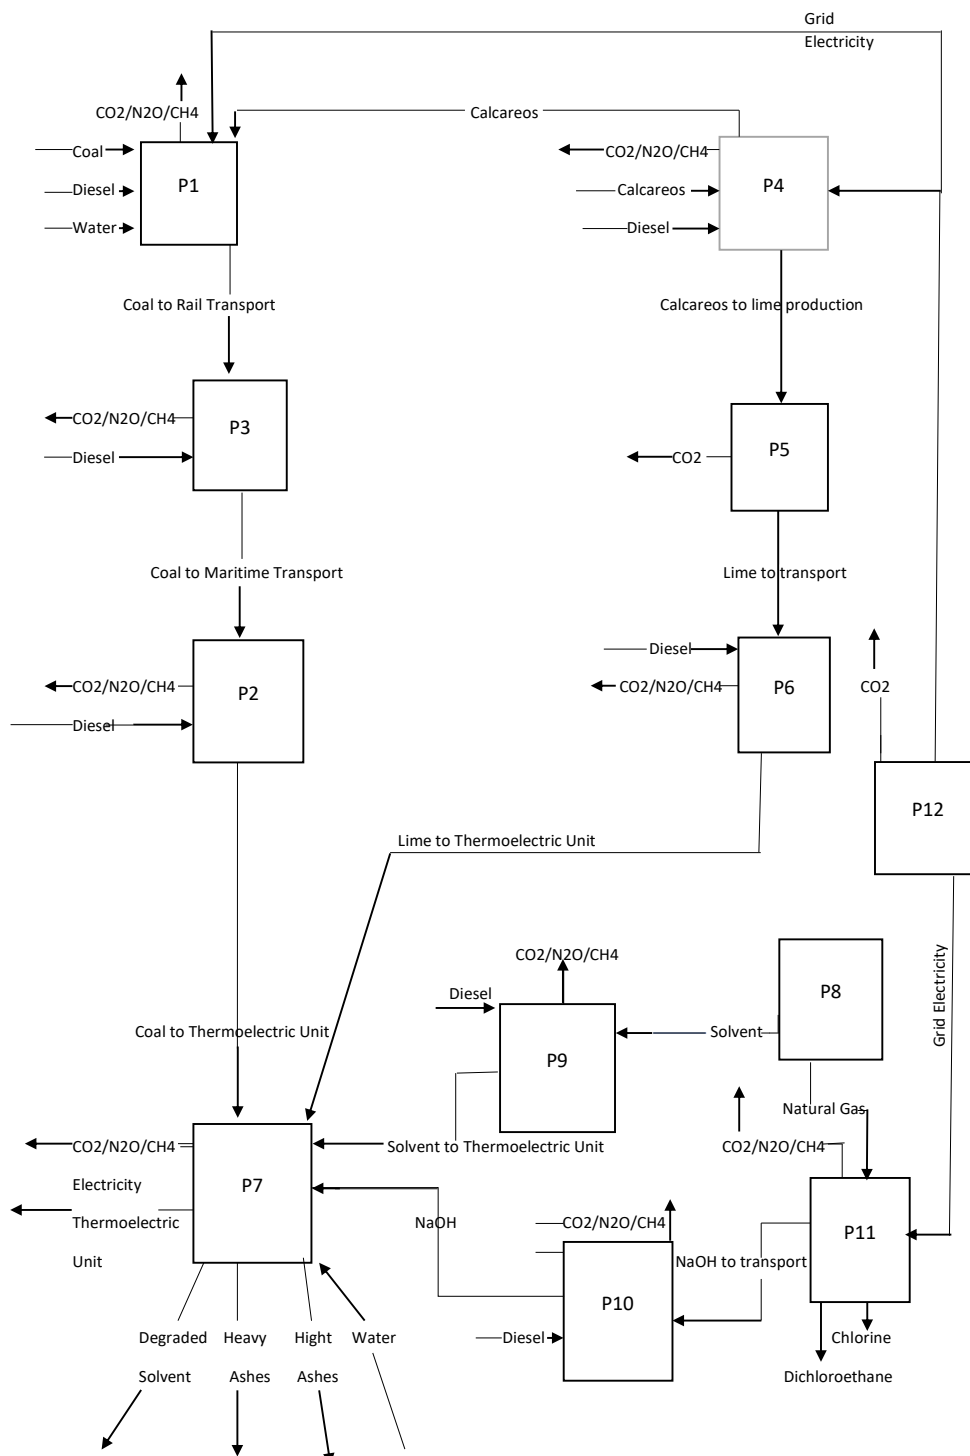 Grid
Electricity
CO2/N2O/CH4
Calcareos
Coal
P1
CO2/N2O/CH4
P4
Diesel
Calcareos
Water
Diesel
Coal to Rail Transport
Calcareos to lime production
CO2/N2O/CH4
P3
Diesel
P5
CO2
Coal to Maritime Transport
Lime to transport
Diesel
CO2/N2O/CH4
P2
CO2/N2O/CH4
P6
CO2
Diesel
P12
Lime to Thermoelectric Unit
Grid Electricity
CO2/N2O/CH4
Diesel
P8
Coal to Thermoelectric Unit
Solvent
P9
Natural Gas
CO2/N2O/CH4
Solvent to Thermoelectric Unit
CO2/N2O/CH4
Electricity
P7
Thermoelectric
Unit
NaOH
CO2/N2O/CH4
P11
NaOH to transport
P10
Degraded
Solvent
Heavy
Ashes
Hight
Ashes
Water
Diesel
Chlorine
Dichloroethane